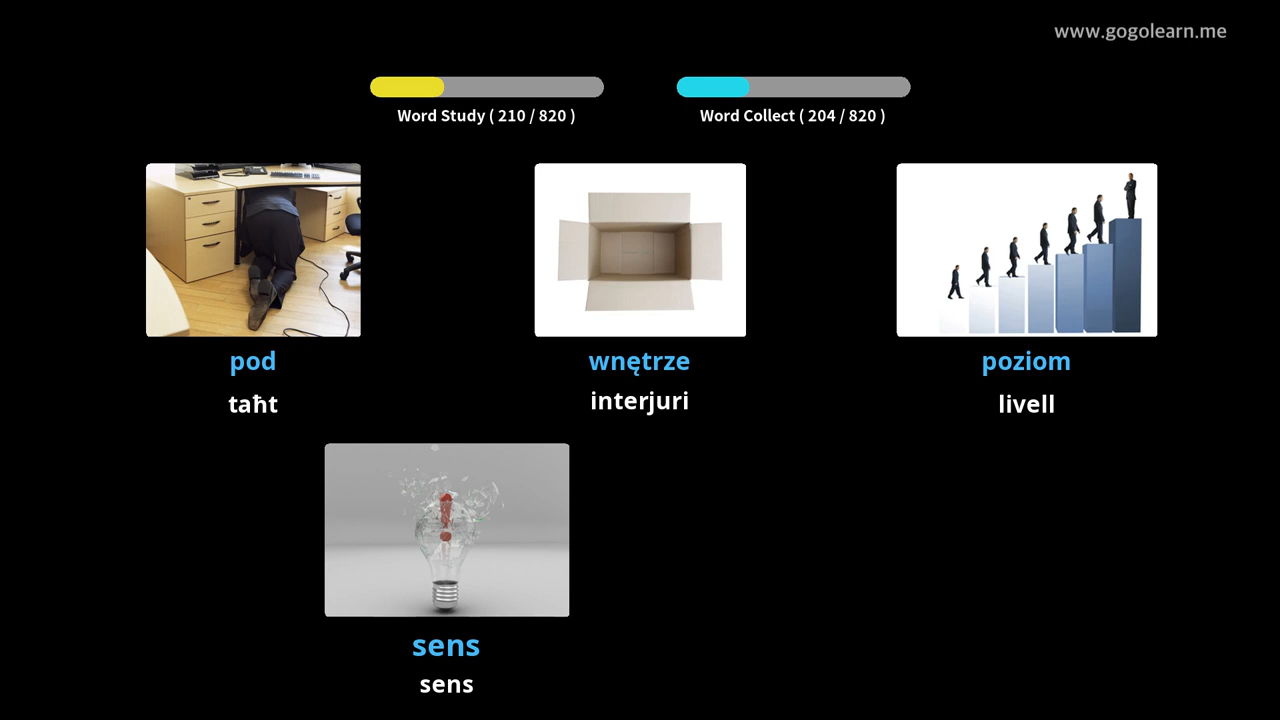 www.gogolearn.me
Word Study ( 210 / 820 )
Word Collect ( 204 / 820 )
pod
taħt
wnętrze
interjuri
poziom
livell
sens
sens